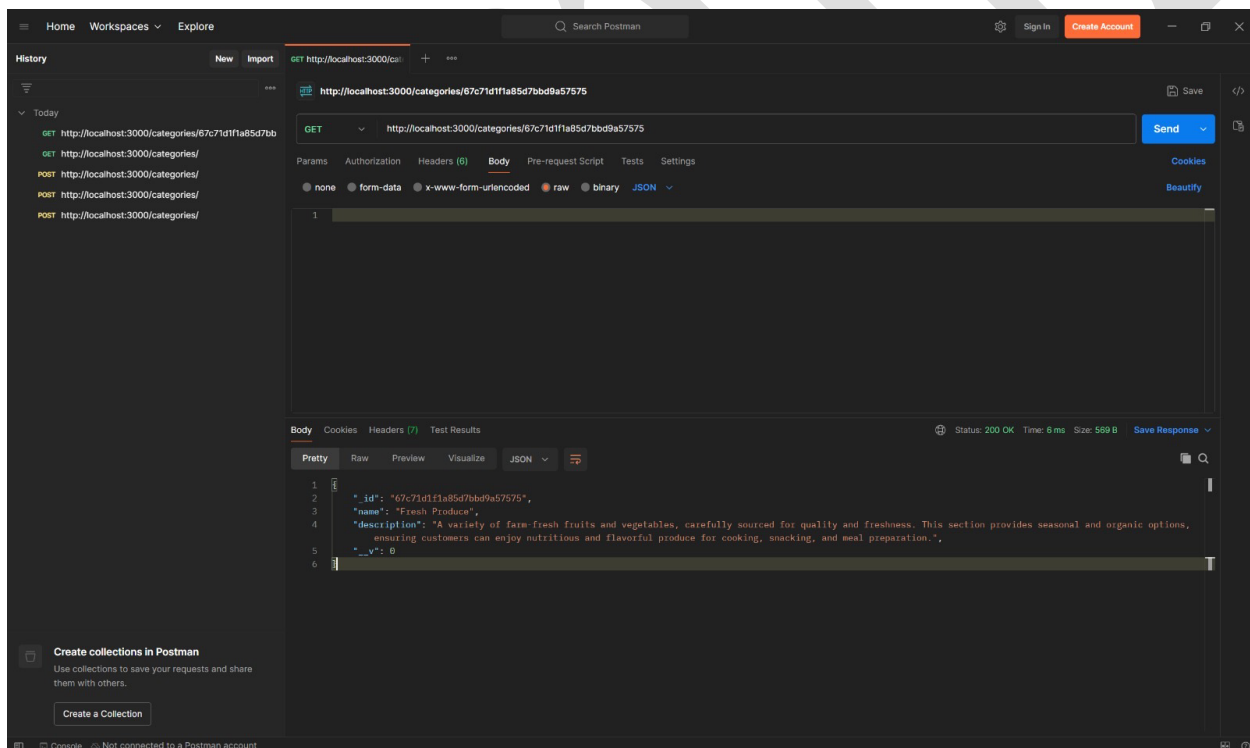 Home Workspaces Explore
Search Postman
Sign In Create Account
History New Import
GET http://localhost:3000/cat
http://localhost:3000/categories/67c71d1f1a85d7bbd9a57575
Save
Today
GET http://localhost:3000/categories/67c71d1f1a85d7bb
GET http://localhost:3000/categories/
POST http://localhost:3000/categories/
POST http://localhost:3000/categories/
POST http://localhost:3000/categories/
GET http://localhost:3000/categories/67c71d1f1a85d7bbd9a57575 Send
Params Authorization Headers (6) Body Pre-request Script Tests Settings Cookies
none form-data x-www-form-urlencoded raw binary JSON Beautify
1
Body Cookies Headers (7) Test Results Status: 200 OK Time: 6 ms Size: 569 B Save Response
Pretty Raw Preview Visualize JSON
1 {
2 "_id": "67c71d1f1a85d7bbd9a57575",
3 "name": "Fresh Produce",
4 "description": "A variety of farm-fresh fruits and vegetables, carefully sourced for quality and freshness. This section provides seasonal and organic options,
ensuring customers can enjoy nutritious and flavorful produce for cooking, snacking, and meal preparation.",
5 "__v": 0
6 }
Create collections in Postman
Use collections to save your requests and share
them with others.
Create a Collection
Console Not connected to a Postman account